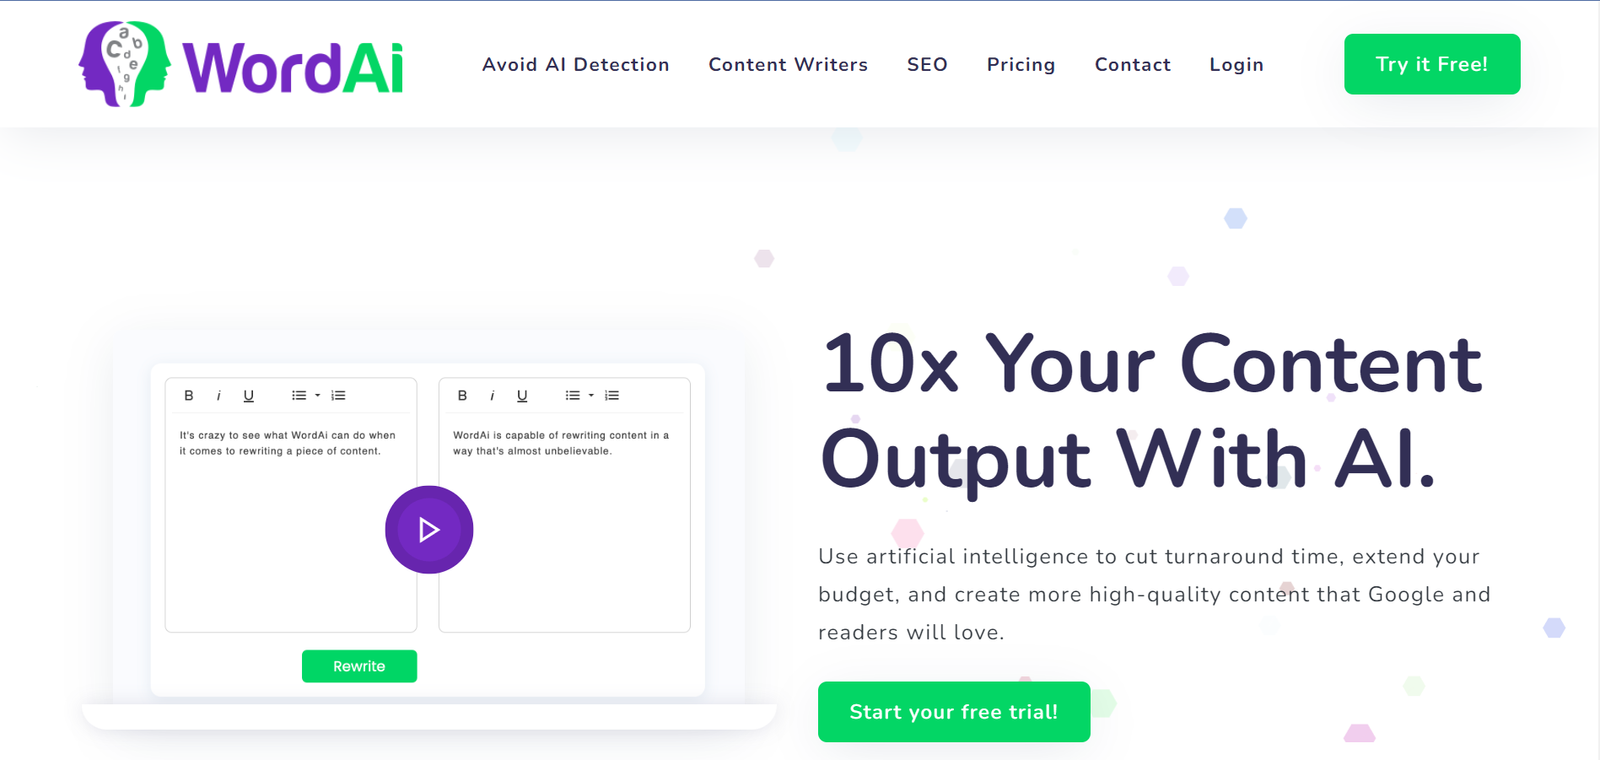 WordAi
Avoid AI Detection
Content Writers
SEO
Pricing
Contact
Login
Try it Free!
B i U
It's crazy to see what WordAi can do when
it comes to rewriting a piece of content.
B i U
WordAi is capable of rewriting content in a
way that's almost unbelievable.
Rewrite
10x Your Content
Output With AI.
Use artificial intelligence to cut turnaround time, extend your
budget, and create more high-quality content that Google and
readers will love.
Start your free trial!